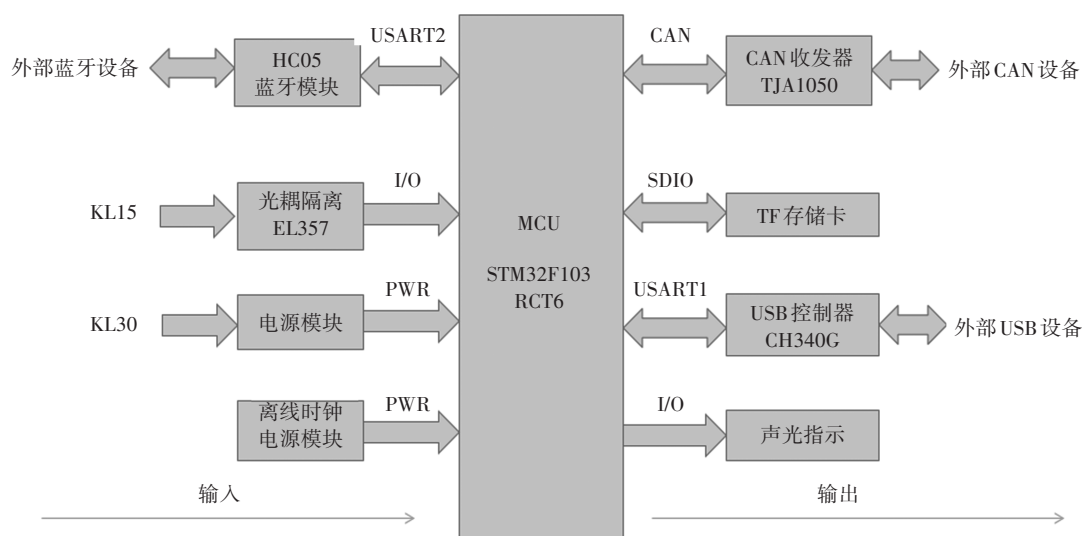 USART2
CAN
外部蓝牙设备
HC05
蓝牙模块
CAN收发器
TJA1050
外部CAN设备
I/O
SDIO
KL15
光耦隔离
EL357
TF存储卡
MCU
STM32F103
RCT6
PWR
USART1
KL30
电源模块
USB控制器
CH340G
外部USB设备
PWR
I/O
离线时钟
电源模块
声光指示
输入
输出